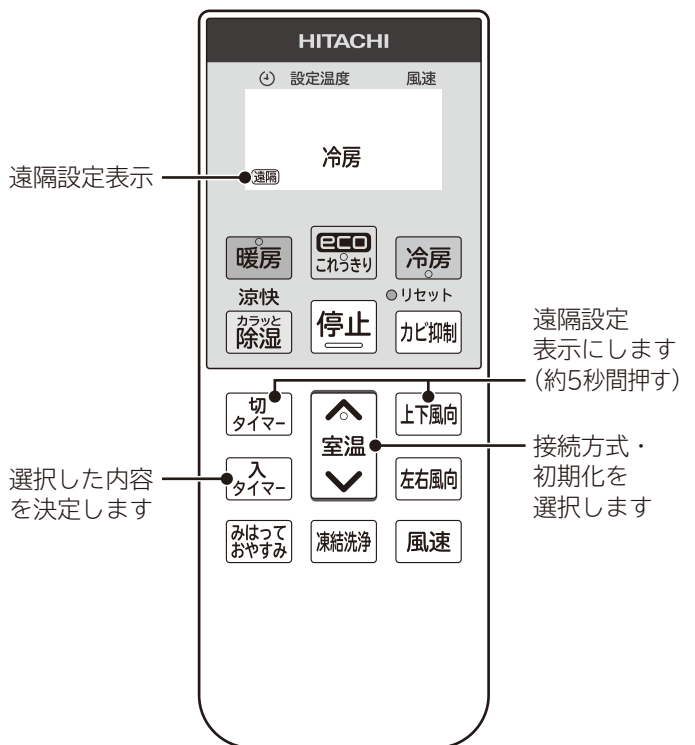 HITACHI
設定温度 風速
冷房
遠隔
遠隔設定表示
暖房
eco
これっきり
冷房
涼快
カラッと
除湿
停止
リセット
カビ抑制
遠隔設定
表示にします
(約5秒間押す)
切
タイマー
室温
上下風向
接続方式・
初期化を
選択します
入
タイマー
左右風向
選択した内容
を決定します
みはって
おやすみ
凍結洗浄
風速